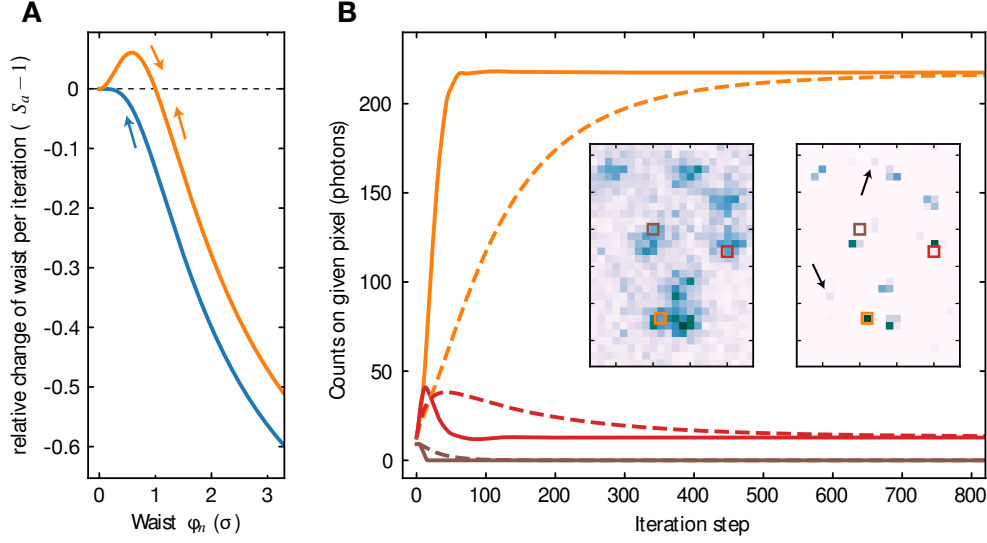 A
relative change of waist per iteration ( S_a − 1)
0
-0.1
-0.2
-0.3
-0.4
-0.5
-0.6
0 1 2 3
Waist φ_n (σ)
B
Counts on given pixel (photons)
200
150
100
50
0
0 100 200 300 400 500 600 700 800
Iteration step